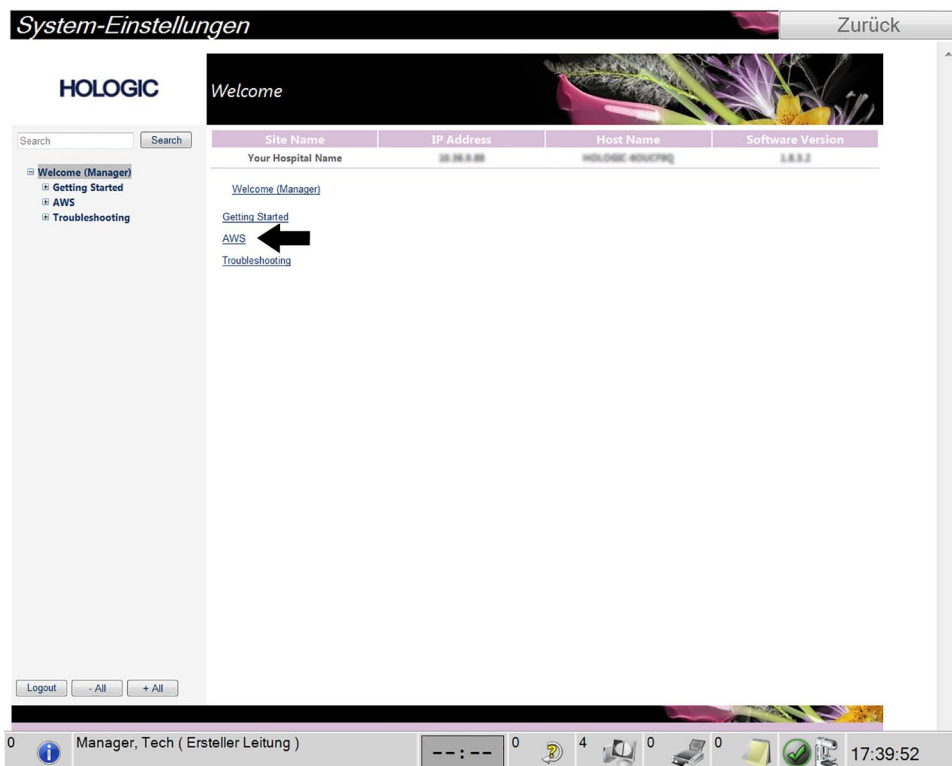 System-Einstellungen
Zurück
HOLOGIC
Welcome
Search
Search
Site Name IP Address Host Name Software Version
Your Hospital Name
Welcome (Manager)
Getting Started
AWS
Troubleshooting
Welcome (Manager)
Getting Started
AWS
Troubleshooting
Logout - All + All
0 Manager, Tech ( Ersteller Leitung ) --:-- 0 4 0 0 17:39:52